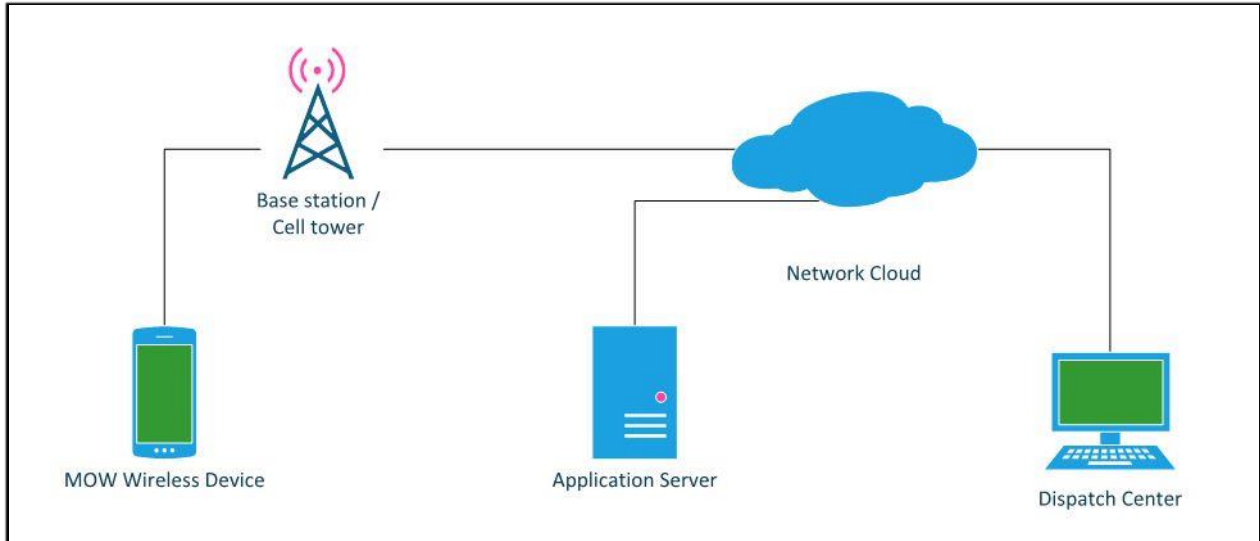 Base station /
Cell tower
Network Cloud
MOW Wireless Device
Application Server
Dispatch Center